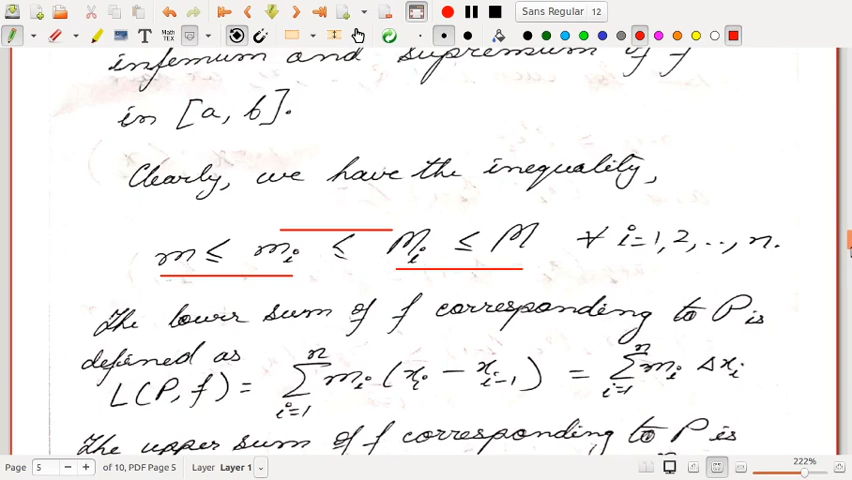 Sans Regular 12
Math TEX
infemum and supremum of f
in [a, b].
Clearly, we have the inequality,
m ≤ mᵢ ≤ Mᵢ ≤ M ∀ i=1,2,..,n.
The lower sum of f corresponding to P is
defined as
L(P, f) = ∑ᵢ₌₁ⁿ mᵢ (xᵢ − xᵢ₋₁) = ∑ᵢ₌₁ⁿ mᵢ Δxᵢ
The upper sum of f corresponding to P is
Page 5 of 10, PDF Page 5 Layer Layer 1 222%